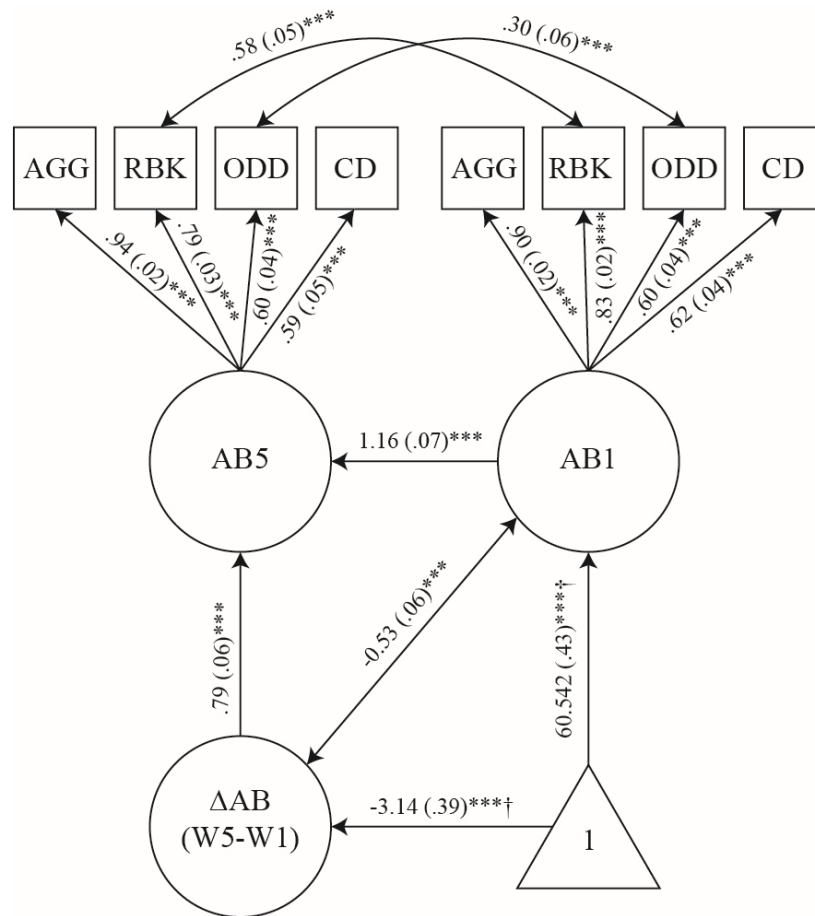 .58 (.05)***
.30 (.06)***
AGG
RBK
ODD
CD
AGG
RBK
ODD
CD
.94 (.02)***
.79 (.03)***
.60 (.04)***
.59 (.05)***
.90 (.02)***
.83 (.02)***
.60 (.04)***
.62 (.04)***
AB5
1.16 (.07)***
AB1
.79 (.06)***
-0.53 (.06)***
60.542 (.43)***†
ΔAB
(W5-W1)
-3.14 (.39)***†
1